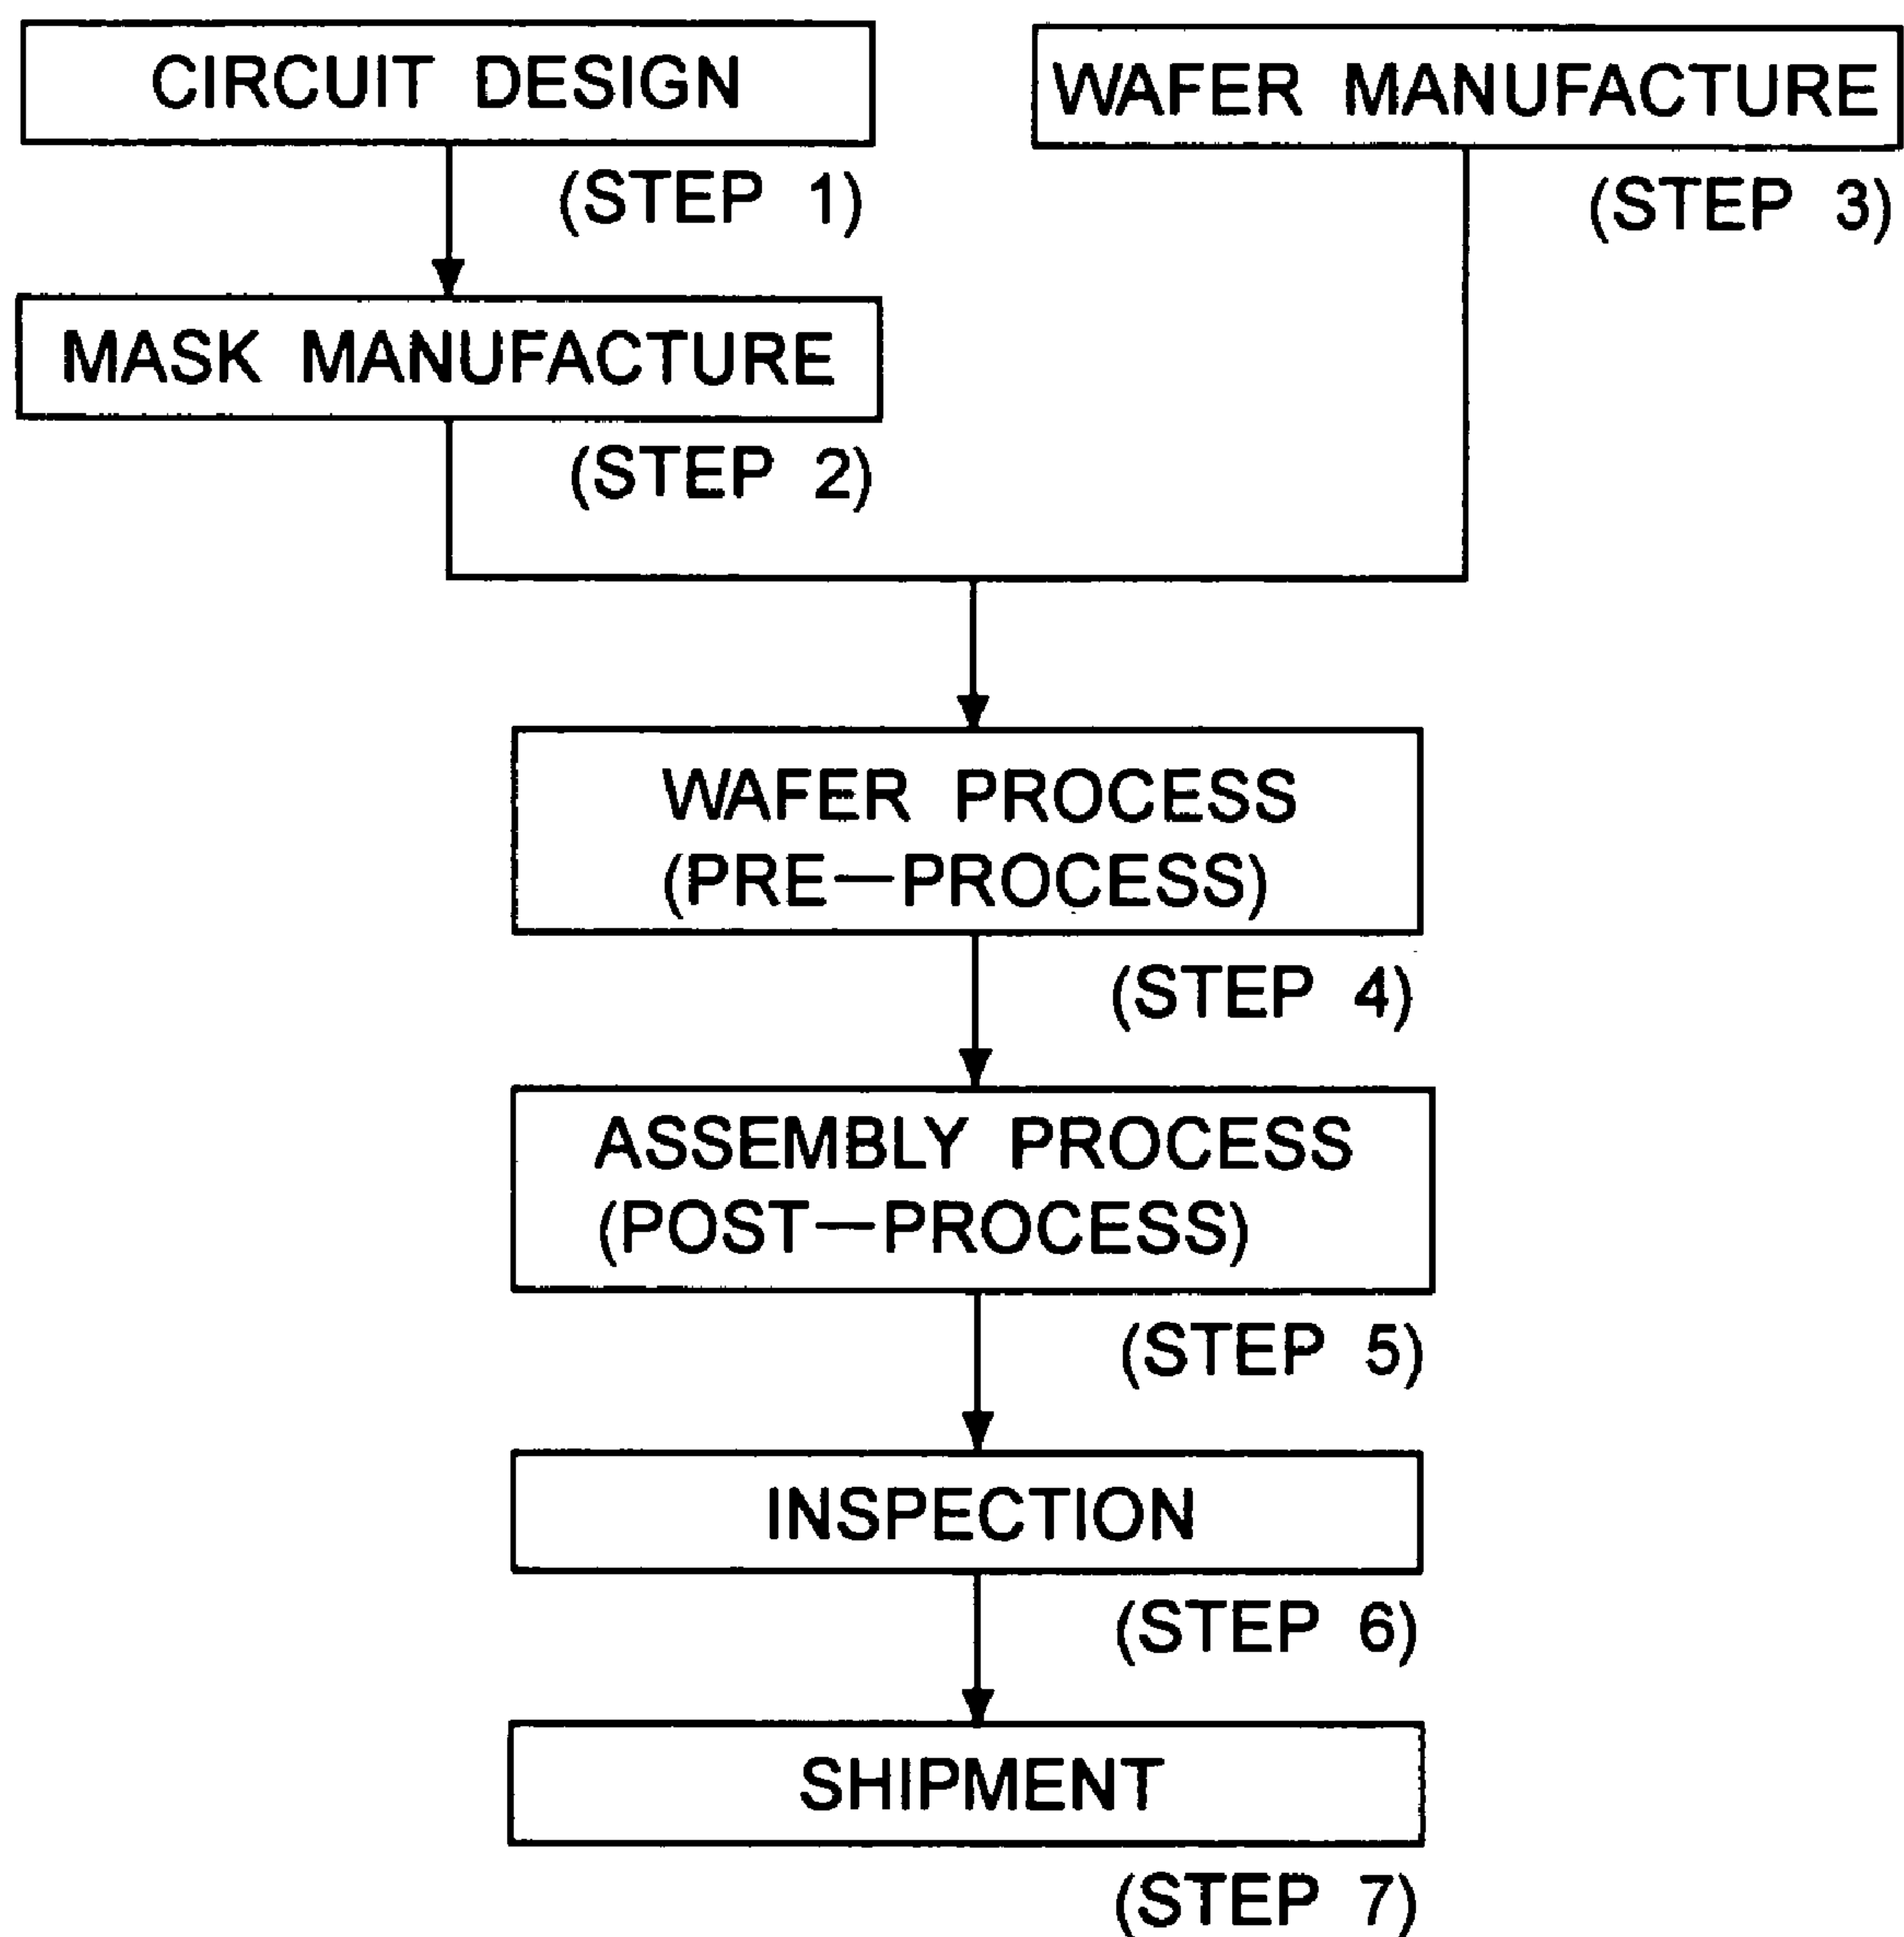 CIRCUIT DESIGN
(STEP 1)
MASK MANUFACTURE
(STEP 2)
WAFER MANUFACTURE
(STEP 3)
WAFER PROCESS
(PRE—PROCESS)
(STEP 4)
ASSEMBLY PROCESS
(POST—PROCESS)
(STEP 5)
INSPECTION
(STEP 6)
SHIPMENT
(STEP 7)